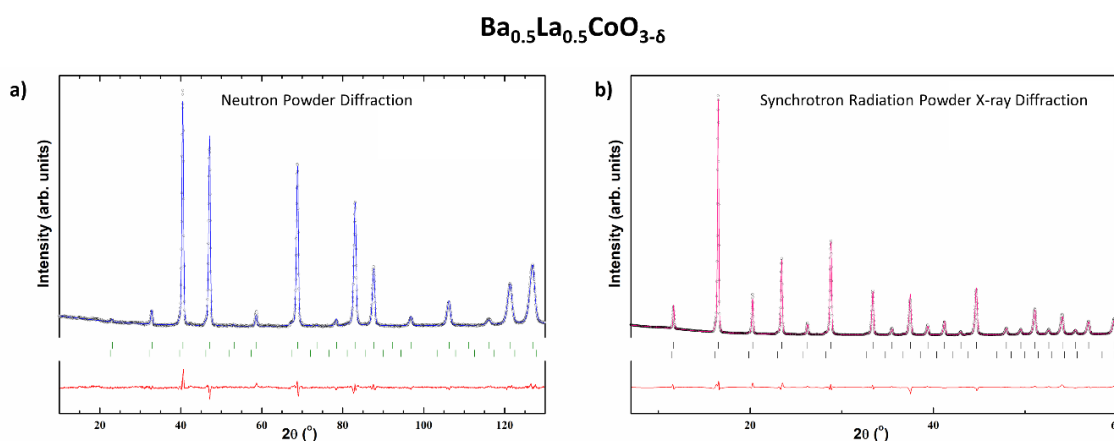 Ba₀.₅La₀.₅CoO₃₋δ
a)
Neutron Powder Diffraction
Intensity (arb. units)
20 40 60 80 100 120
2θ (°)
b)
Synchrotron Radiation Powder X-ray Diffraction
Intensity (arb. units)
20 40 6
2θ (°)